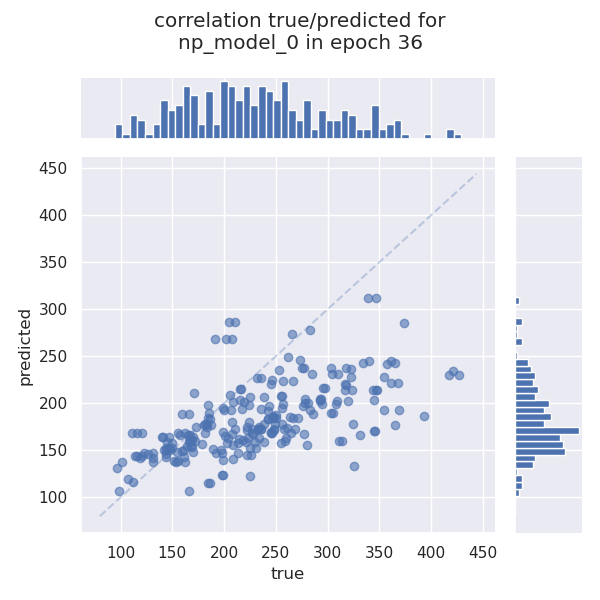 correlation true/predicted for
np_model_0 in epoch 36
450
400
350
300
250
200
150
100
predicted
100 150 200 250 300 350 400 450
true